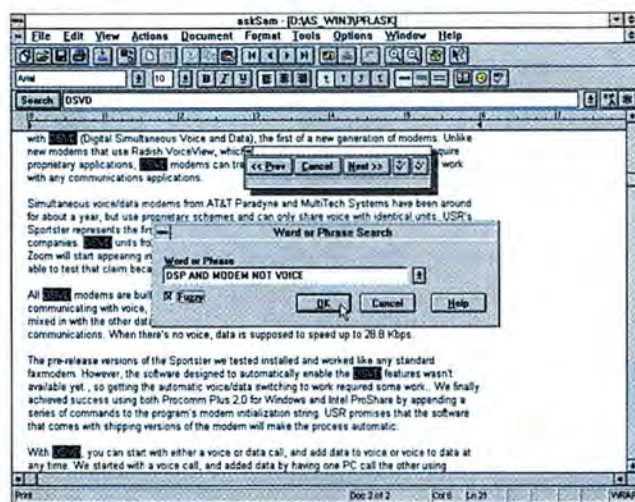 askSam - [D:\AS_WIN3\PFLASK]
File Edit View Actions Document Format Tools Options Window Help
Arial 10 B I U
Search DSVD
with DSVD (Digital Simultaneous Voice and Data), the first of a new generation of modems. Unlike
new modems that use Radish VoiceView, which quire
proprietary applications, DSVD modems can tra work
with any communications applications.
<< Prev Cancel Next >>
Simultaneous voice/data modems from AT&T Paradyne and MultiTech Systems have been around
for about a year, but use proprietary schemes and can only share voice with identical units. USR's
Sportster represents the fir
companies. DSVD units fro
Zoom will start appearing in
able to test that claim beca
Word or Phrase Search
Word or Phrase
DSP AND MODEM NOT VOICE
Fuzzy
OK Cancel Help
All DSVD modems are buil
communicating with voice,
mixed in with the other data
communications. When there's no voice, data is supposed to speed up to 28.8 Kbps.
The pre-release versions of the Sportster we tested installed and worked like any standard
faxmodem. However, the software designed to automatically enable the DSVD features wasn't
available yet., so getting the automatic voice/data switching to work required some work.. We finally
achieved success using both Procomm Plus 2.0 for Windows and Intel ProShare by appending a
series of commands to the program's modem initialization string. USR promises that the software
that comes with shipping versions of the modem will make the process automatic.
With DSVD, you can start with either a voice or data call, and add data to voice or voice to data at
any time. We started with a voice call, and added data by having one PC call the other using
Print Doc 2 of 2 Col 6 Ln 21